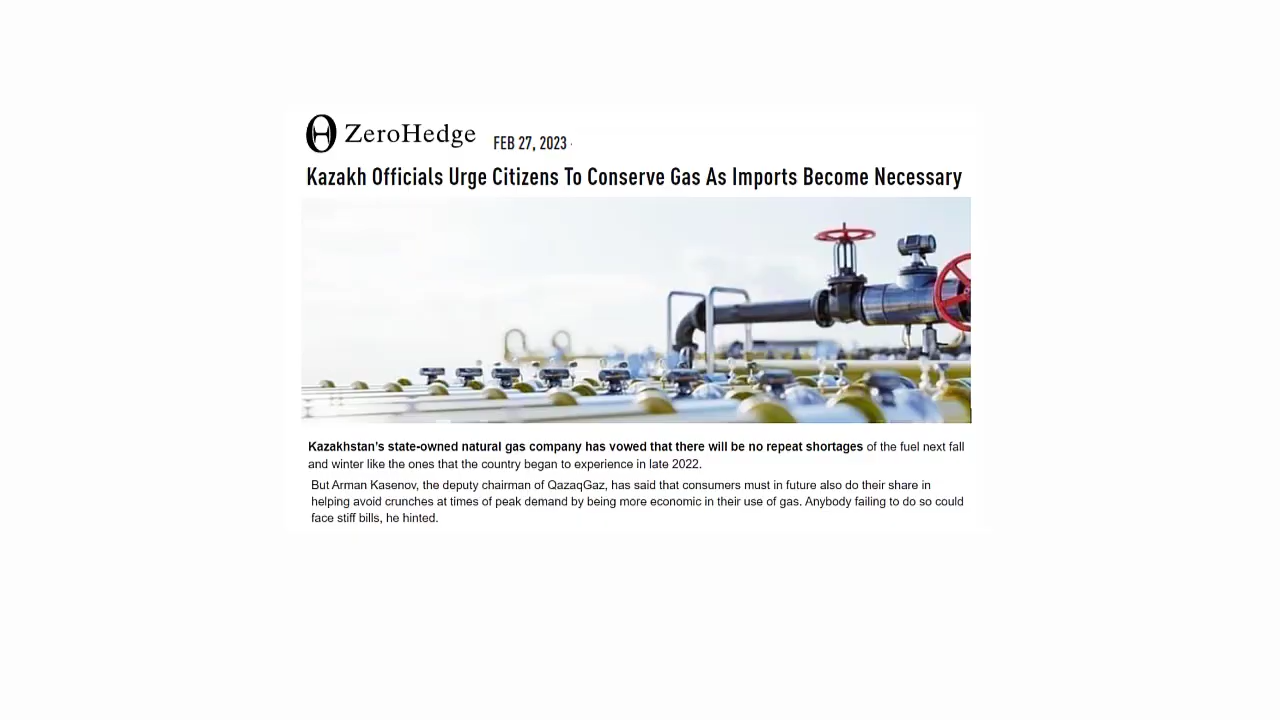 ZeroHedge FEB 27, 2023
Kazakh Officials Urge Citizens To Conserve Gas As Imports Become Necessary
Kazakhstan's state-owned natural gas company has vowed that there will be no repeat shortages of the fuel next fall
and winter like the ones that the country began to experience in late 2022.
But Arman Kasenov, the deputy chairman of QazaqGaz, has said that consumers must in future also do their share in
helping avoid crunches at times of peak demand by being more economic in their use of gas. Anybody failing to do so could
face stiff bills, he hinted.